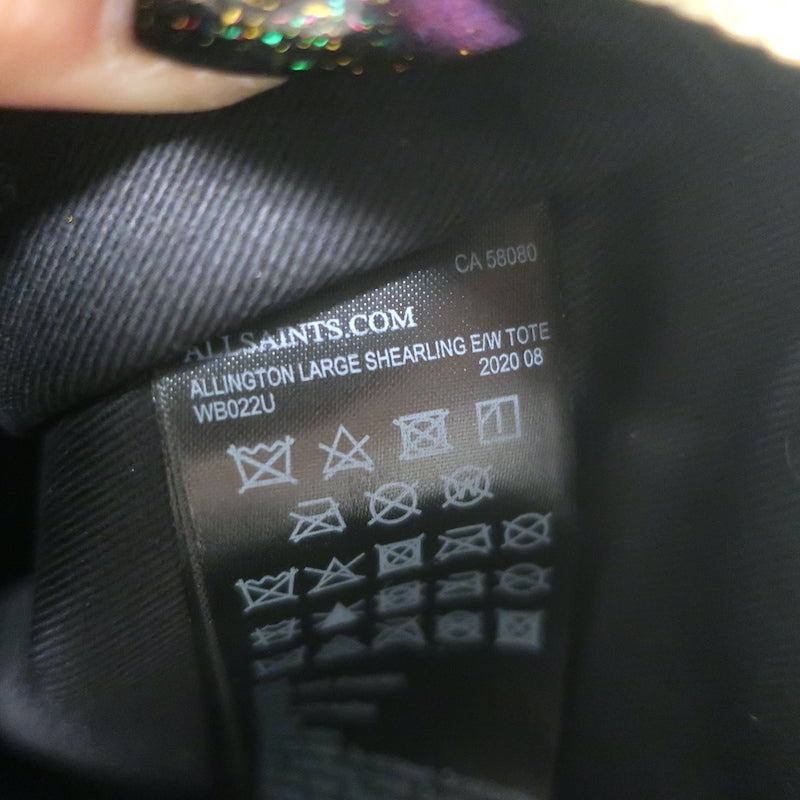 CA 58080
ALLSAINTS.COM
ALLINGTON LARGE SHEARLING E/W TOTE
2020 08
WB022U